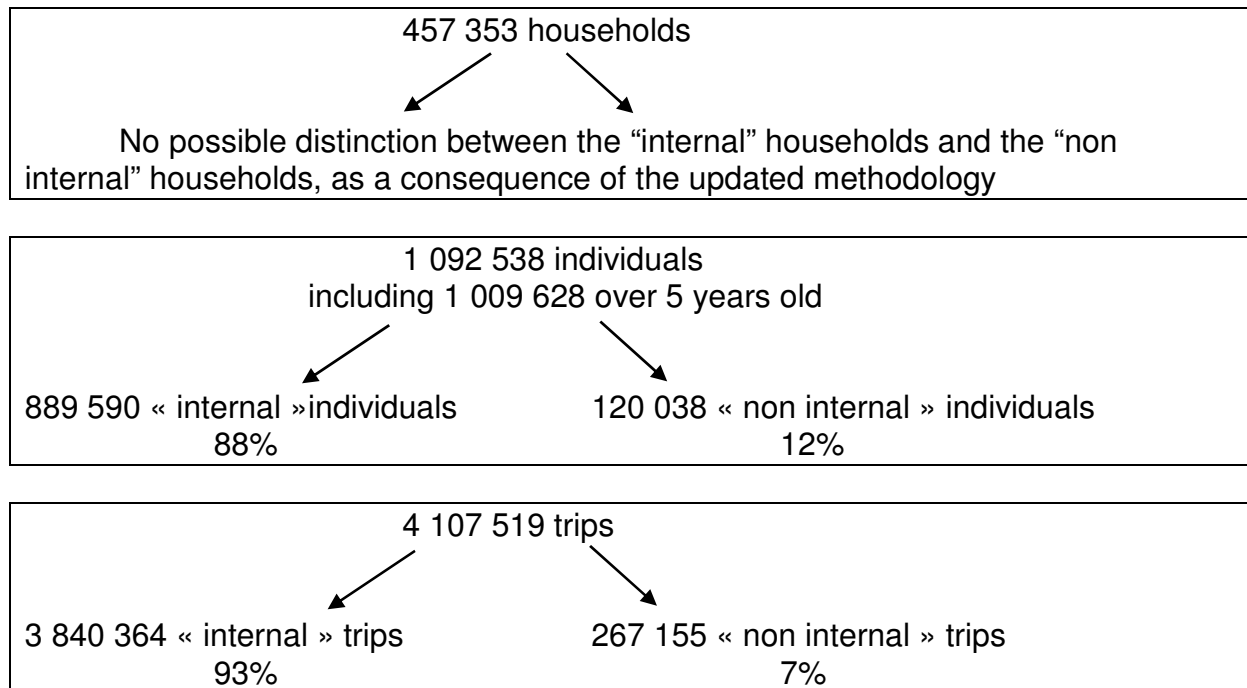 457 353 households
No possible distinction between the “internal” households and the “non
internal” households, as a consequence of the updated methodology
1 092 538 individuals
including 1 009 628 over 5 years old
889 590 « internal »individuals 120 038 « non internal » individuals
88% 12%
4 107 519 trips
3 840 364 « internal » trips 267 155 « non internal » trips
93% 7%